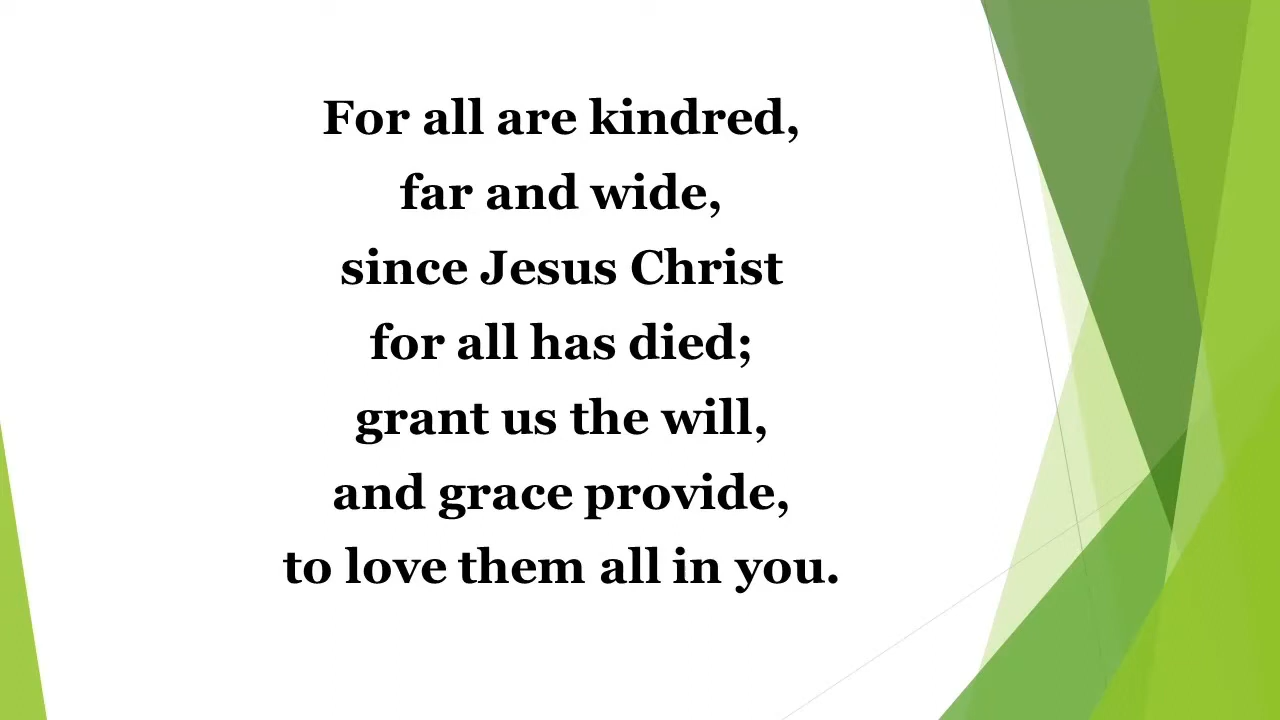 For all are kindred,
far and wide,
since Jesus Christ
for all has died;
grant us the will,
and grace provide,
to love them all in you.